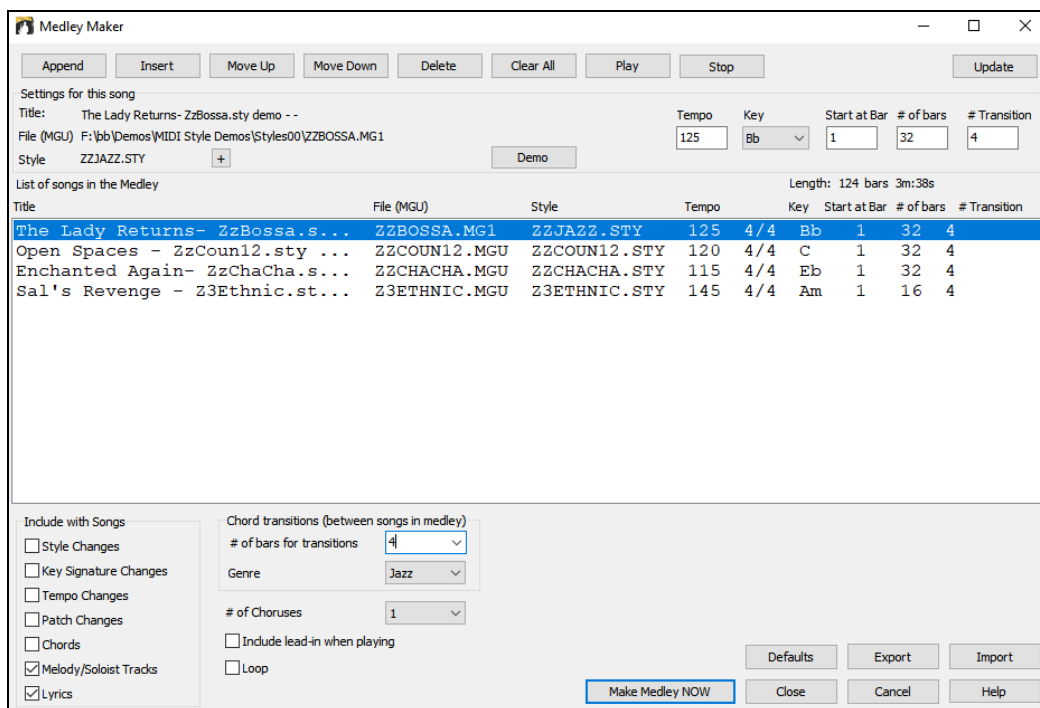 Medley Maker
Append Insert Move Up Move Down Delete Clear All Play Stop Update
Settings for this song
Title: The Lady Returns- ZzBossa.sty demo - - Tempo Key Start at Bar # of bars # Transition
File (MGU) F:\bb\Demos\MIDI Style Demos\Styles00\ZZBOSSA.MG1 125 Bb 1 32 4
Style ZZJAZZ.STY + Demo
List of songs in the Medley Length: 124 bars 3m:38s
Title File (MGU) Style Tempo Key Start at Bar # of bars # Transition
The Lady Returns- ZzBossa.s... ZZBOSSA.MG1 ZZJAZZ.STY 125 4/4 Bb 1 32 4
Open Spaces - ZzCoun12.sty ... ZZCOUN12.MGU ZZCOUN12.STY 120 4/4 C 1 32 4
Enchanted Again- ZzChaCha.s... ZZCHACHA.MGU ZZCHACHA.STY 115 4/4 Eb 1 32 4
Sal's Revenge - Z3Ethnic.st... Z3ETHNIC.MGU Z3ETHNIC.STY 145 4/4 Am 1 16 4
Include with Songs
Style Changes
Key Signature Changes
Tempo Changes
Patch Changes
Chords
Melody/Soloist Tracks
Lyrics
Chord transitions (between songs in medley)
# of bars for transitions 4
Genre Jazz
# of Choruses 1
Include lead-in when playing
Loop
Defaults Export Import
Make Medley NOW Close Cancel Help